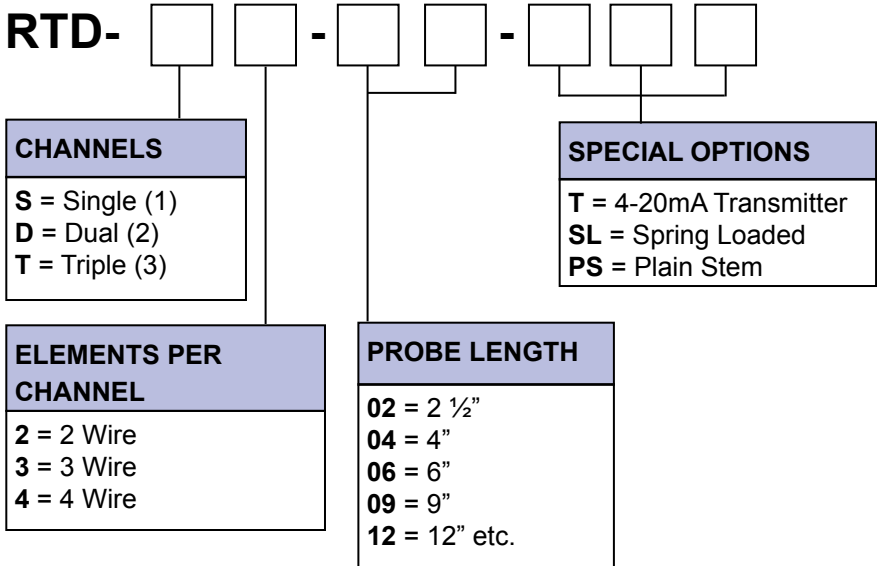 RTD- - -
CHANNELS
S = Single (1)
D = Dual (2)
T = Triple (3)
ELEMENTS PER
CHANNEL
2 = 2 Wire
3 = 3 Wire
4 = 4 Wire
PROBE LENGTH
02 = 2 ½”
04 = 4”
06 = 6”
09 = 9”
12 = 12” etc.
SPECIAL OPTIONS
T = 4-20mA Transmitter
SL = Spring Loaded
PS = Plain Stem